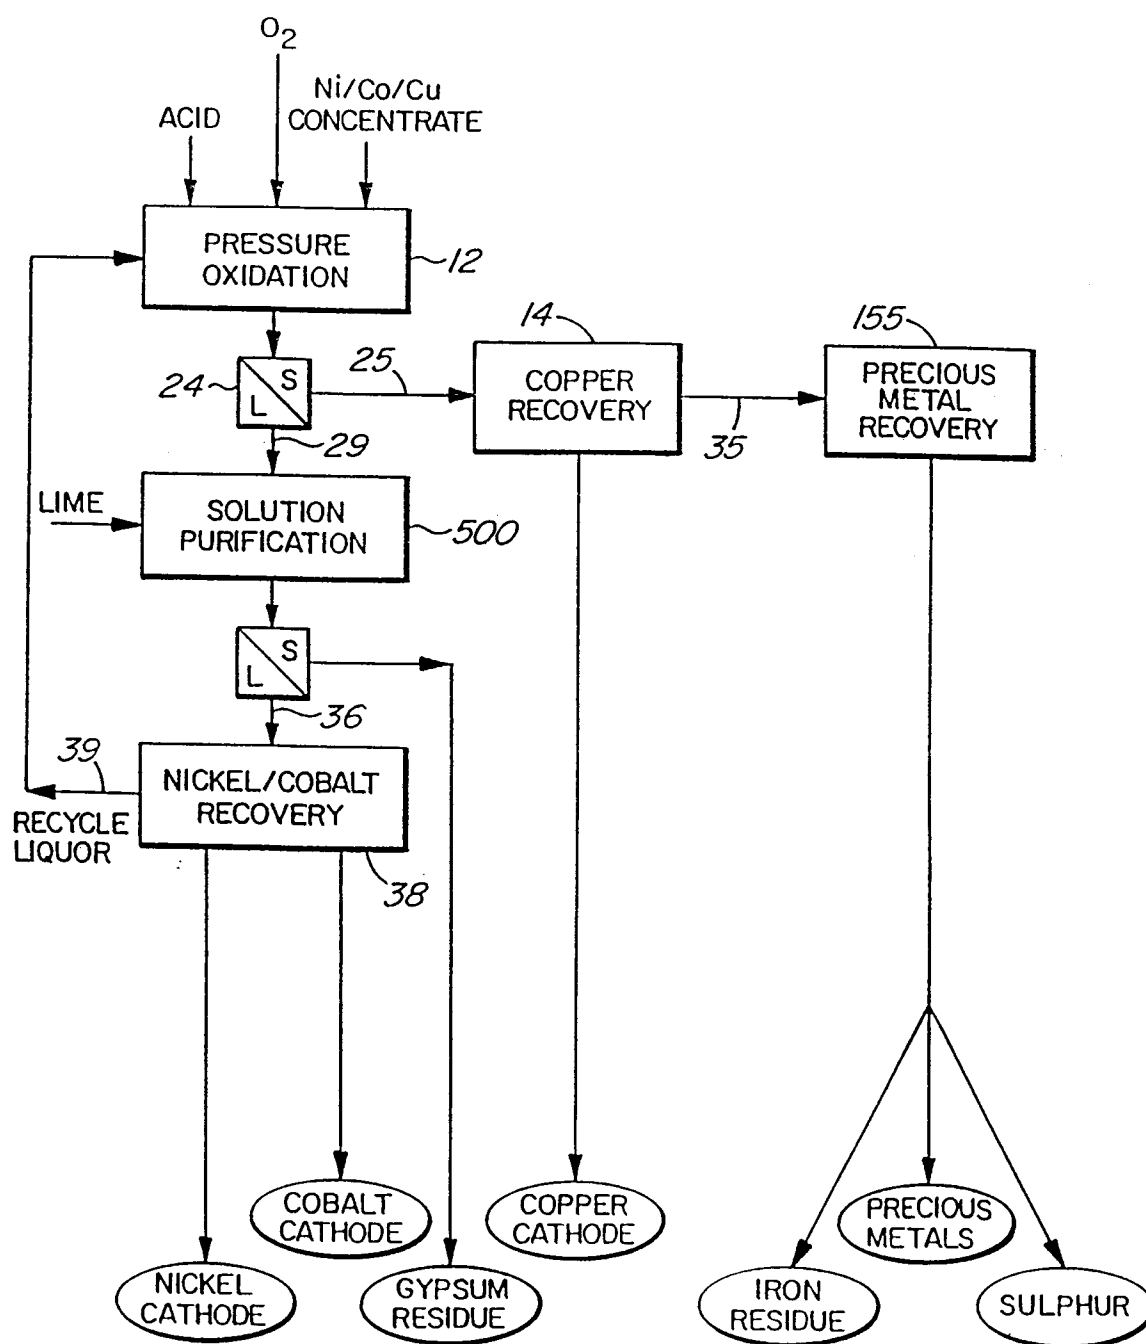 O2
Ni/Co/Cu
CONCENTRATE
ACID
PRESSURE
OXIDATION
12
24
S
L
25
14
COPPER
RECOVERY
35
155
PRECIOUS
METAL
RECOVERY
29
LIME
SOLUTION
PURIFICATION
500
S
L
36
39
NICKEL/COBALT
RECOVERY
RECYCLE
LIQUOR
38
COBALT
CATHODE
COPPER
CATHODE
PRECIOUS
METALS
NICKEL
CATHODE
GYPSUM
RESIDUE
IRON
RESIDUE
SULPHUR